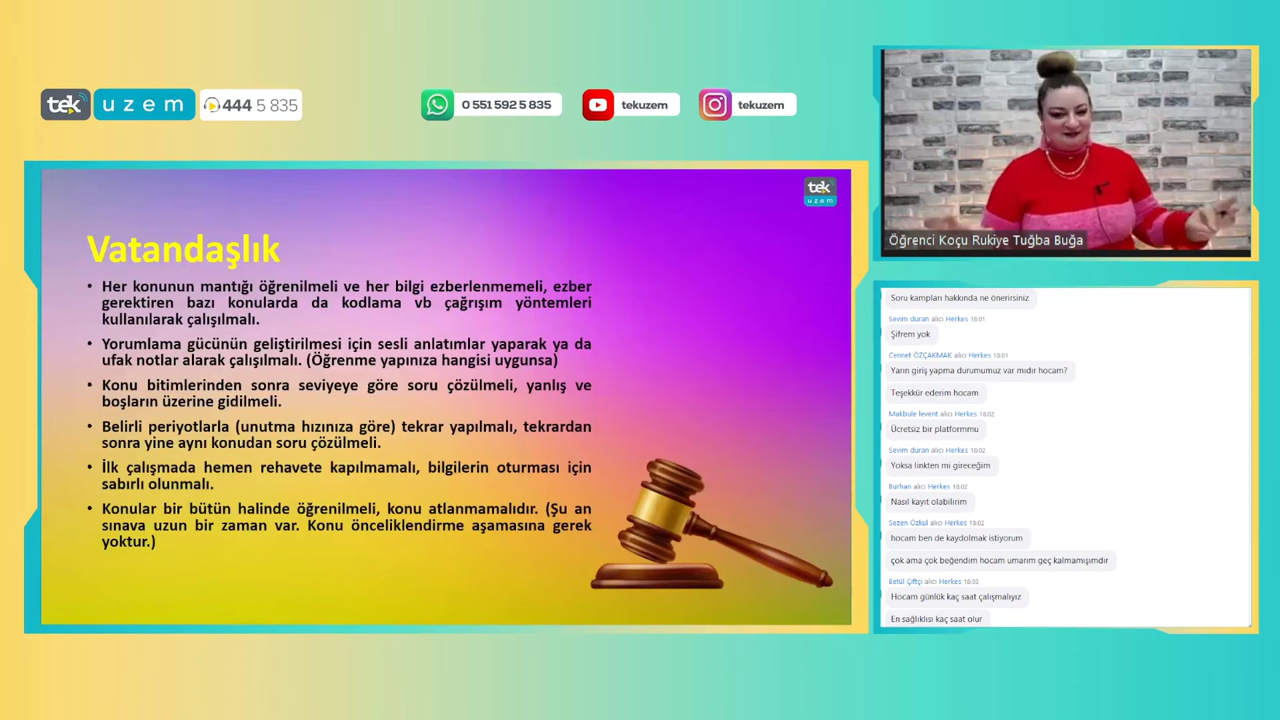 tek
uzem
444 5 835
0 551 592 5 835
tekuzem
tekuzem
tek
uzem
Vatandaşlık
• Her konunun mantığı öğrenilmeli ve her bilgi ezberlenmemeli, ezber
gerektiren bazı konularda da kodlama vb çağrışım yöntemleri
kullanılarak çalışılmalı.
• Yorumlama gücünün geliştirilmesi için sesli anlatımlar yaparak ya da
ufak notlar alarak çalışılmalı. (Öğrenme yapınıza hangisi uygunsa)
• Konu bitimlerinden sonra seviyeye göre soru çözülmeli, yanlış ve
boşların üzerine gidilmeli.
• Belirli periyotlarla (unutma hızınıza göre) tekrar yapılmalı, tekrardan
sonra yine aynı konudan soru çözülmeli.
• İlk çalışmada hemen rehavete kapılmamalı, bilgilerin oturması için
sabırlı olunmalı.
• Konular bir bütün halinde öğrenilmeli, konu atlanmamalıdır. (Şu an
sınava uzun bir zaman var. Konu önceliklendirme aşamasına gerek
yoktur.)
Öğrenci Koçu Rukiye Tuğba Buğa
Soru kampları hakkında ne önerirsiniz
Sevim duran alıcı Herkes 18:01
Şifrem yok
Cennet ÖZÇAKMAK alıcı Herkes 18:01
Yarın giriş yapma durumumuz var mıdır hocam?
Teşekkür ederim hocam
Makbule levent alıcı Herkes 18:02
Ücretsiz bir platformmu
Sevim duran alıcı Herkes 18:02
Yoksa linkten mi gireceğim
Burhan alıcı Herkes 18:02
Nasıl kayıt olabilirim
Sezen Özkul alıcı Herkes 18:02
hocam ben de kaydolmak istiyorum
çok ama çok beğendim hocam umarım geç kalmamışımdır
Betül Çiftçi alıcı Herkes 18:03
Hocam günlük kaç saat çalışmalıyız
En sağlıklısı kaç saat olur